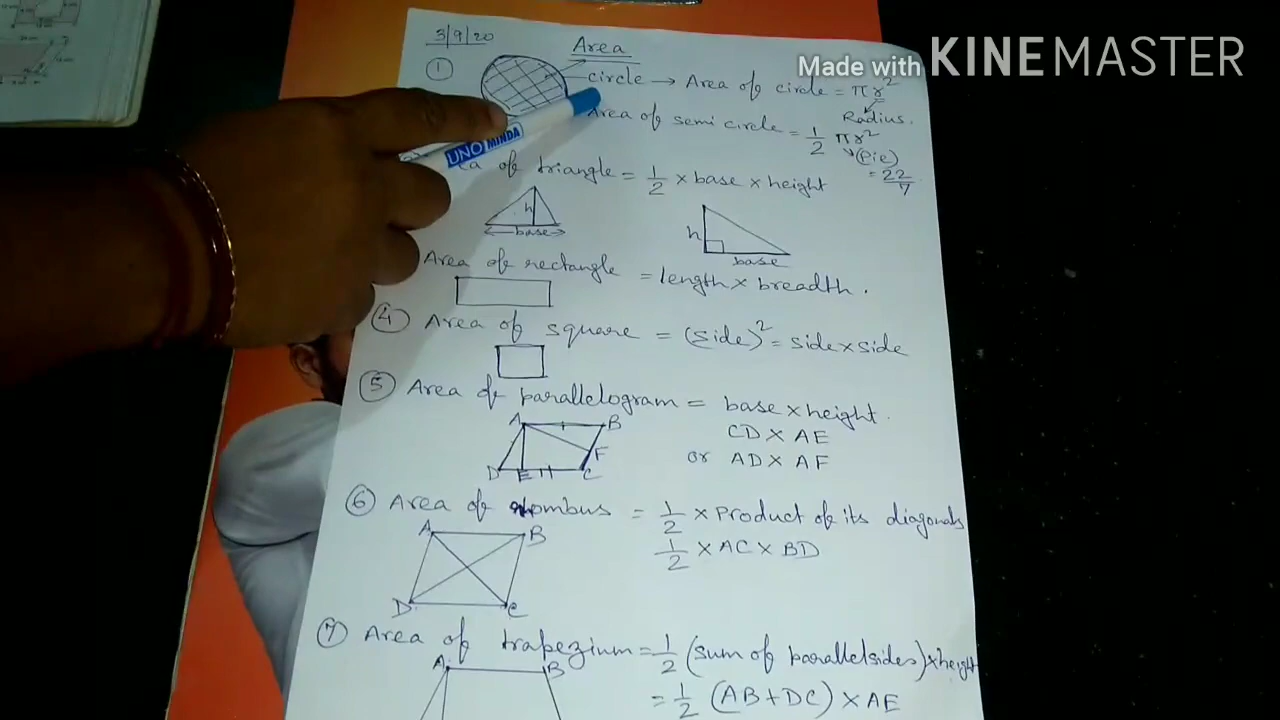 Made with KINEMASTER
3/9/20
Area
① circle → Area of circle = πr²
Radius.
Area of semi circle = 1/2 πr²
(Pie)
= 22/7
UNO MINDA
of triangle = 1/2 × base × height
h
base
h
base
Area of rectangle = length × breadth.
④ Area of square = (side)² = side × side
⑤ Area of parallelogram = base × height.
A B
CD × AE
F
or AD × AF
D E C
⑥ Area of rhombus = 1/2 × Product of its diagonals
A B
1/2 × AC × BD
D C
⑦ Area of trapezium = 1/2 (sum of parallel sides) × height
A B
= 1/2 (AB + DC) × AE